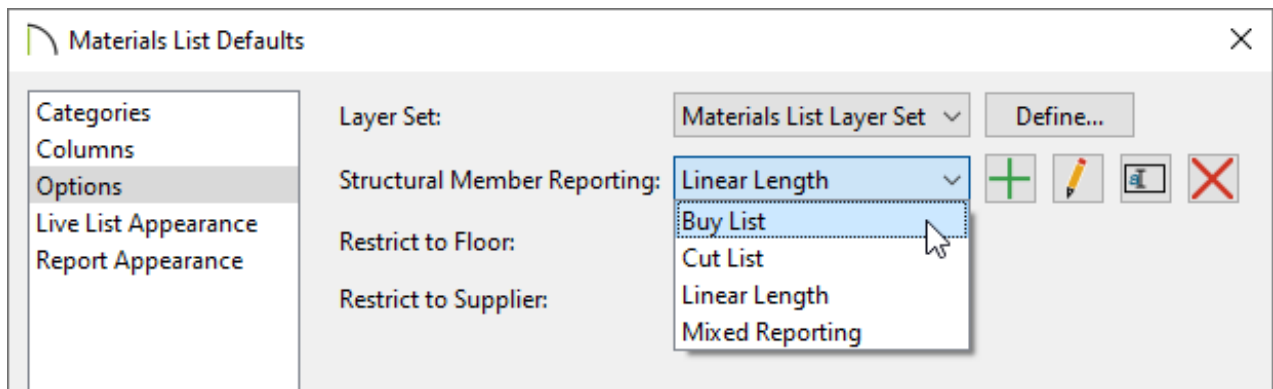 Materials List Defaults
Categories
Columns
Options
Live List Appearance
Report Appearance
Layer Set:
Materials List Layer Set
Define...
Structural Member Reporting:
Linear Length
Buy List
Cut List
Linear Length
Mixed Reporting
Restrict to Floor:
Restrict to Supplier: